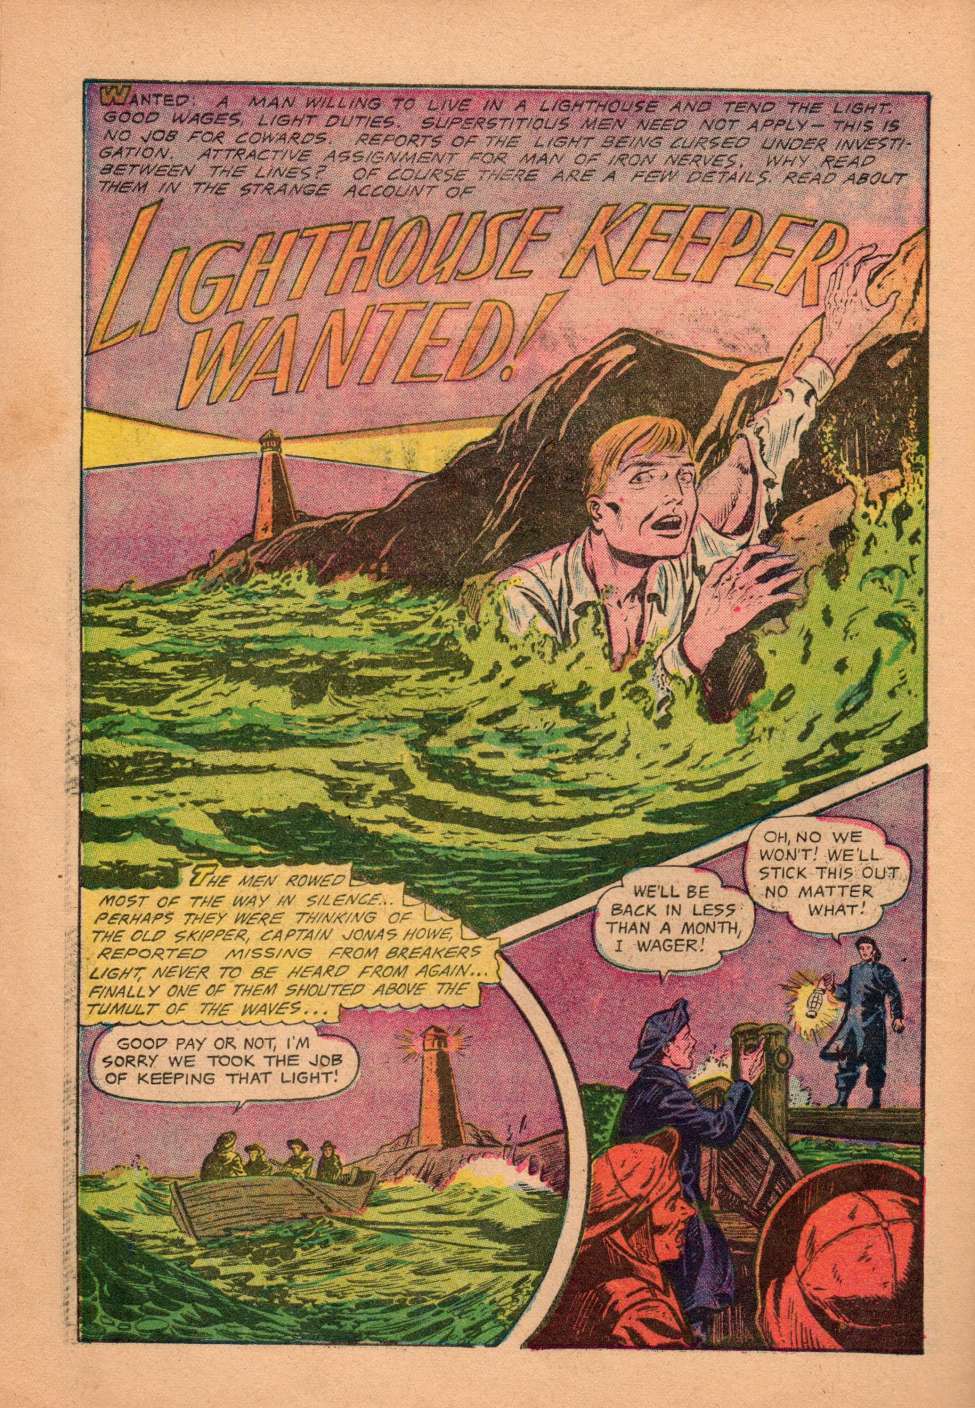 WANTED: A MAN WILLING TO LIVE IN A LIGHTHOUSE AND TEND THE LIGHT.
GOOD WAGES, LIGHT DUTIES. SUPERSTITIOUS MEN NEED NOT APPLY — THIS IS
NO JOB FOR COWARDS. REPORTS OF THE LIGHT BEING CURSED UNDER INVESTI-
GATION. ATTRACTIVE ASSIGNMENT FOR MAN OF IRON NERVES. WHY READ
BETWEEN THE LINES? OF COURSE THERE ARE A FEW DETAILS. READ ABOUT
THEM IN THE STRANGE ACCOUNT OF
LIGHTHOUSE KEEPER
WANTED!
THE MEN ROWED
MOST OF THE WAY IN SILENCE...
PERHAPS THEY WERE THINKING OF
THE OLD SKIPPER, CAPTAIN JONAS HOWE,
REPORTED MISSING FROM BREAKERS
LIGHT, NEVER TO BE HEARD FROM AGAIN...
FINALLY ONE OF THEM SHOUTED ABOVE THE
TUMULT OF THE WAVES...
GOOD PAY OR NOT, I'M
SORRY WE TOOK THE JOB
OF KEEPING THAT LIGHT!
WE'LL BE
BACK IN LESS
THAN A MONTH,
I WAGER!
OH, NO WE
WON'T! WE'LL
STICK THIS OUT
NO MATTER
WHAT!